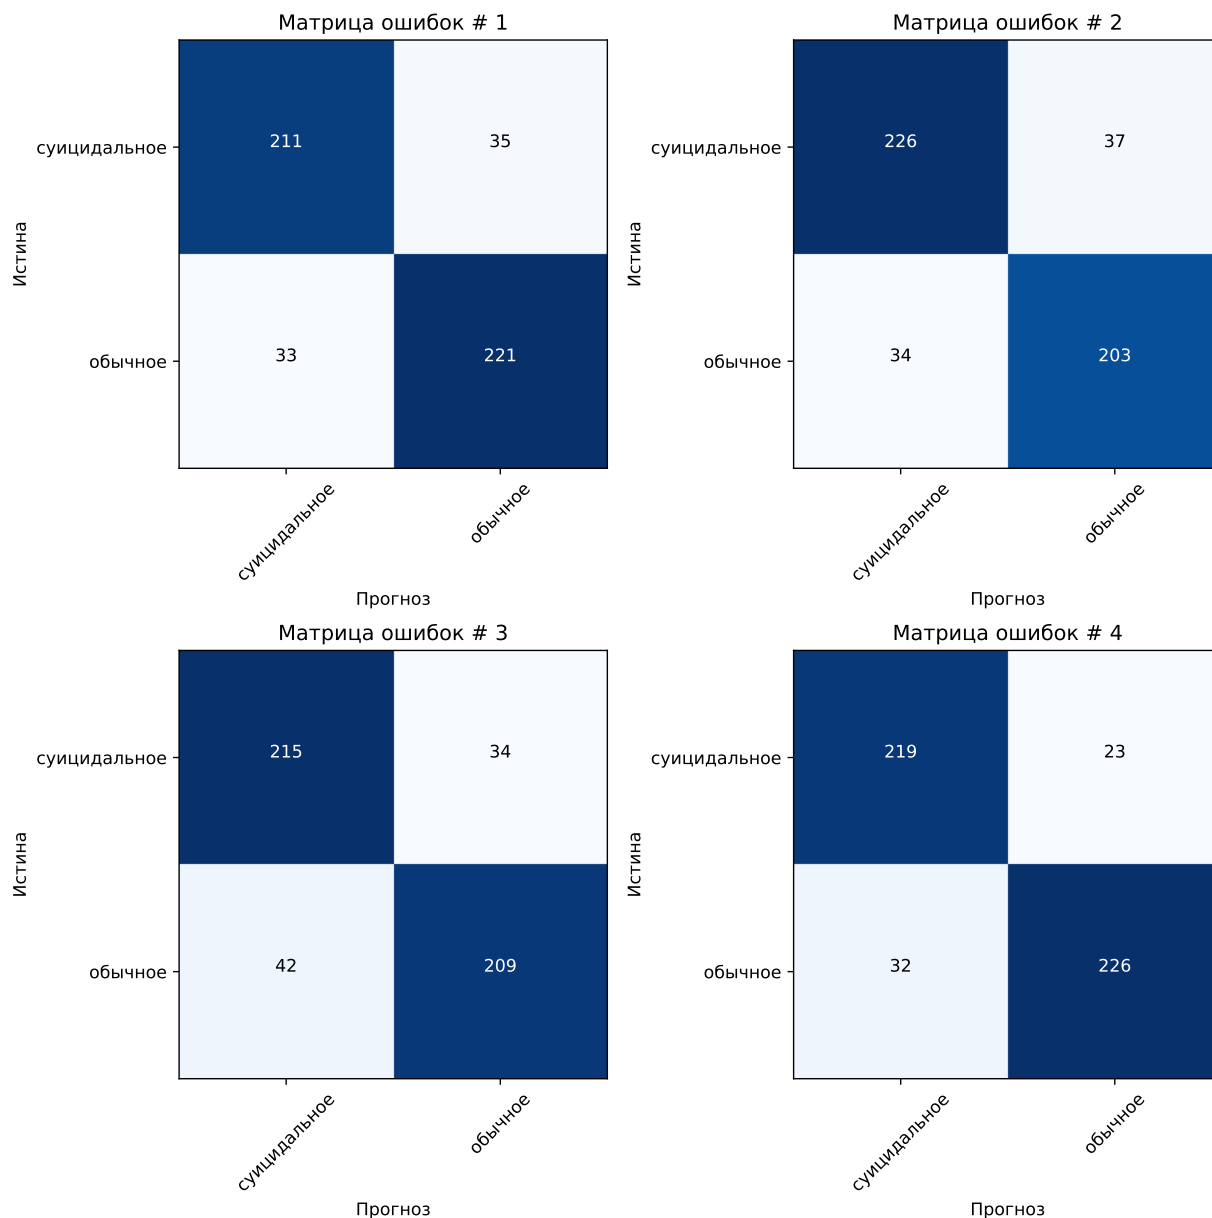 Матрица ошибок # 1
суицидальное
211
35
обычное
33
221
Истина
суицидальное
обычное
Прогноз
Матрица ошибок # 2
суицидальное
226
37
обычное
34
203
Истина
суицидальное
обычное
Прогноз
Матрица ошибок # 3
суицидальное
215
34
обычное
42
209
Истина
суицидальное
обычное
Прогноз
Матрица ошибок # 4
суицидальное
219
23
обычное
32
226
Истина
суицидальное
обычное
Прогноз